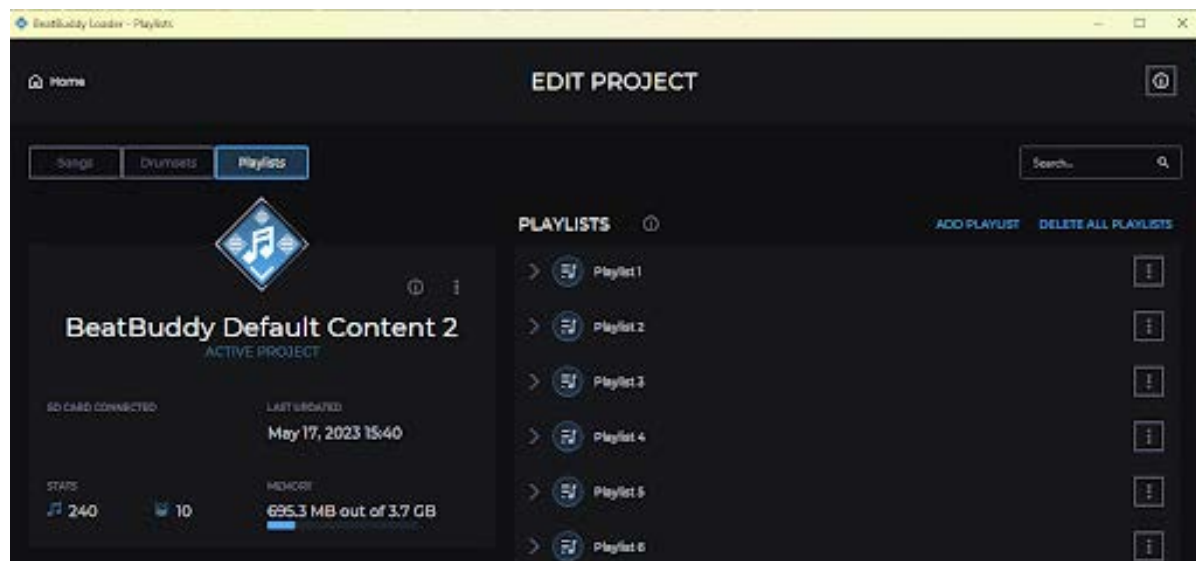 BeatBuddy Loader - Playlists
Home
EDIT PROJECT
Songs Drumsets Playlists
Search...
PLAYLISTS
ADD PLAYLIST DELETE ALL PLAYLISTS
BeatBuddy Default Content 2
ACTIVE PROJECT
SD CARD CONNECTED
LAST UPDATED
May 17, 2023 15:40
STATS
240 10
MEMORY
695.3 MB out of 3.7 GB
Playlist 1
Playlist 2
Playlist 3
Playlist 4
Playlist 5
Playlist 6